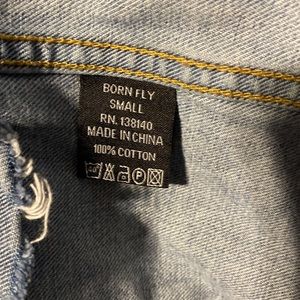 BORN FLY
SMALL
RN. 138140
MADE IN CHINA
100% COTTON